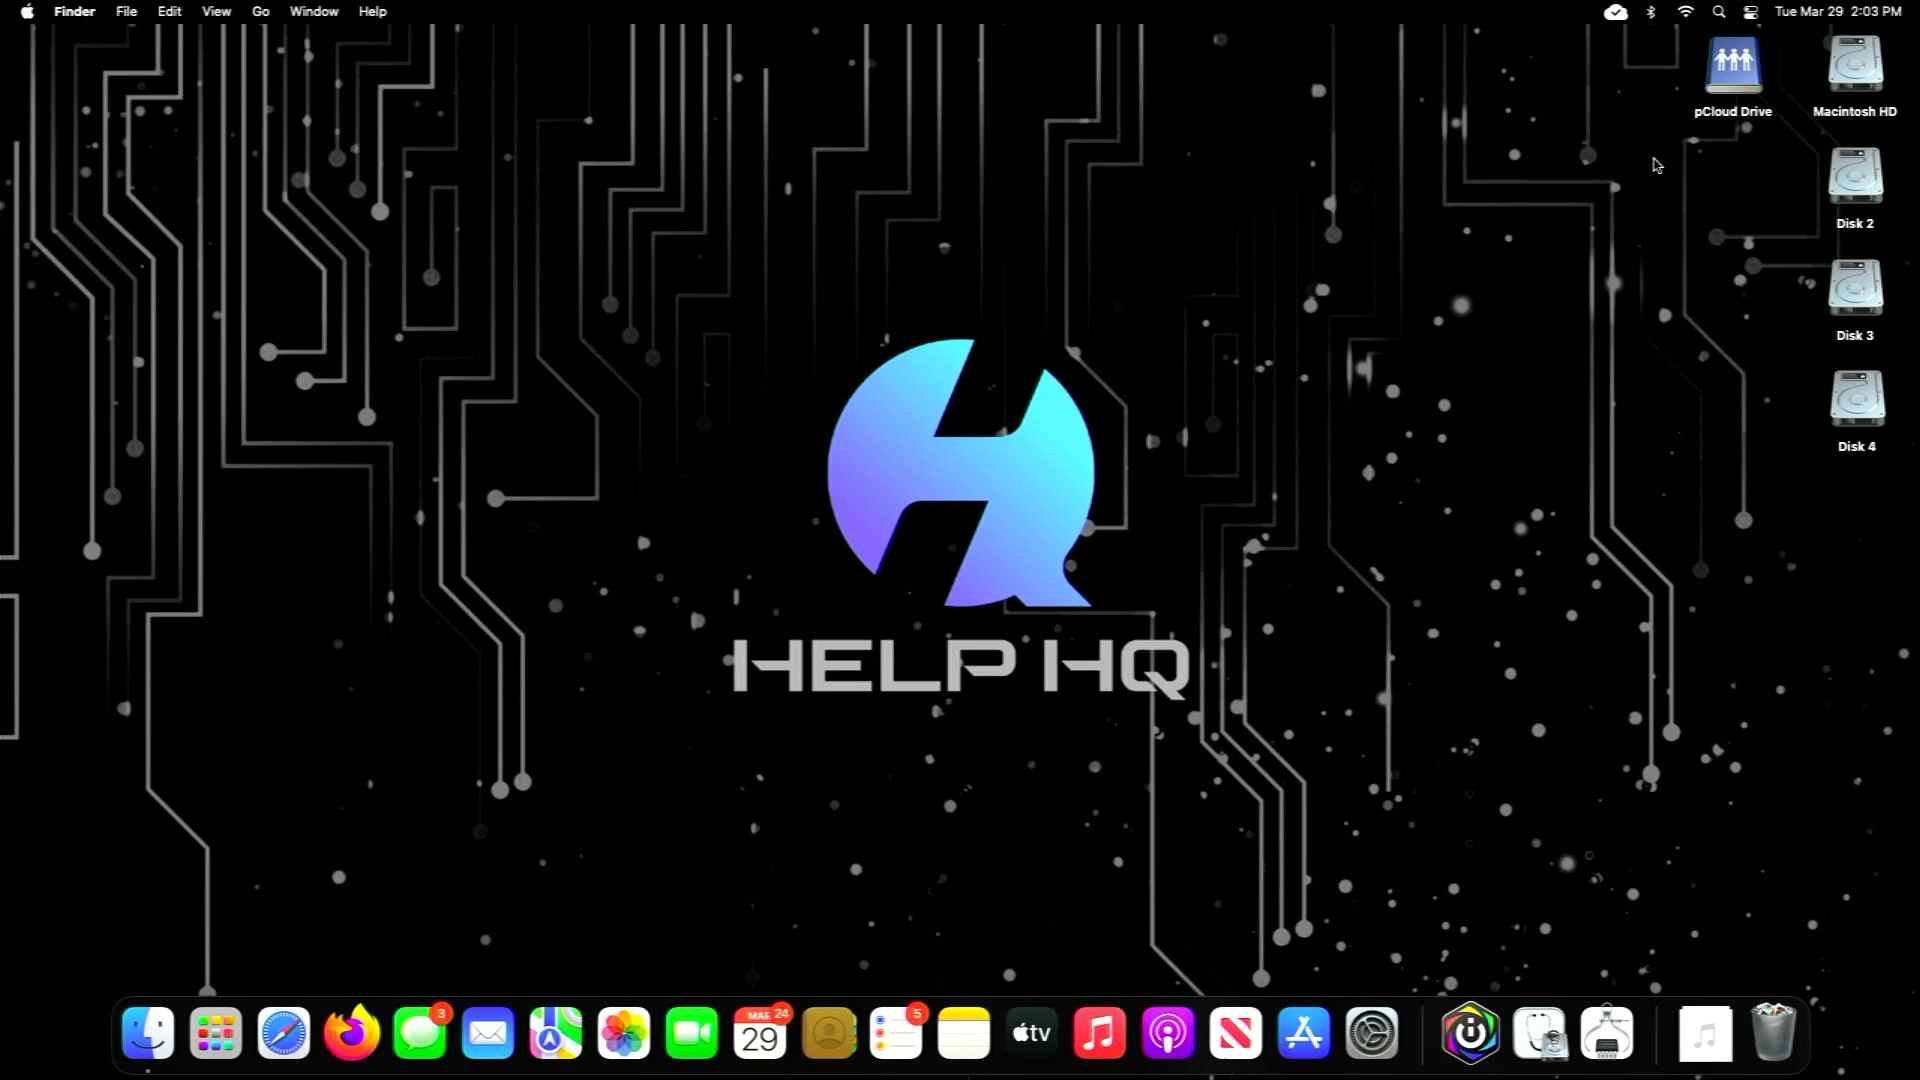 Finder File Edit View Go Window Help
Tue Mar 29 2:03 PM
pCloud Drive
Macintosh HD
Disk 2
Disk 3
Disk 4
HELP HQ
3
MAR
24
29
5
tv